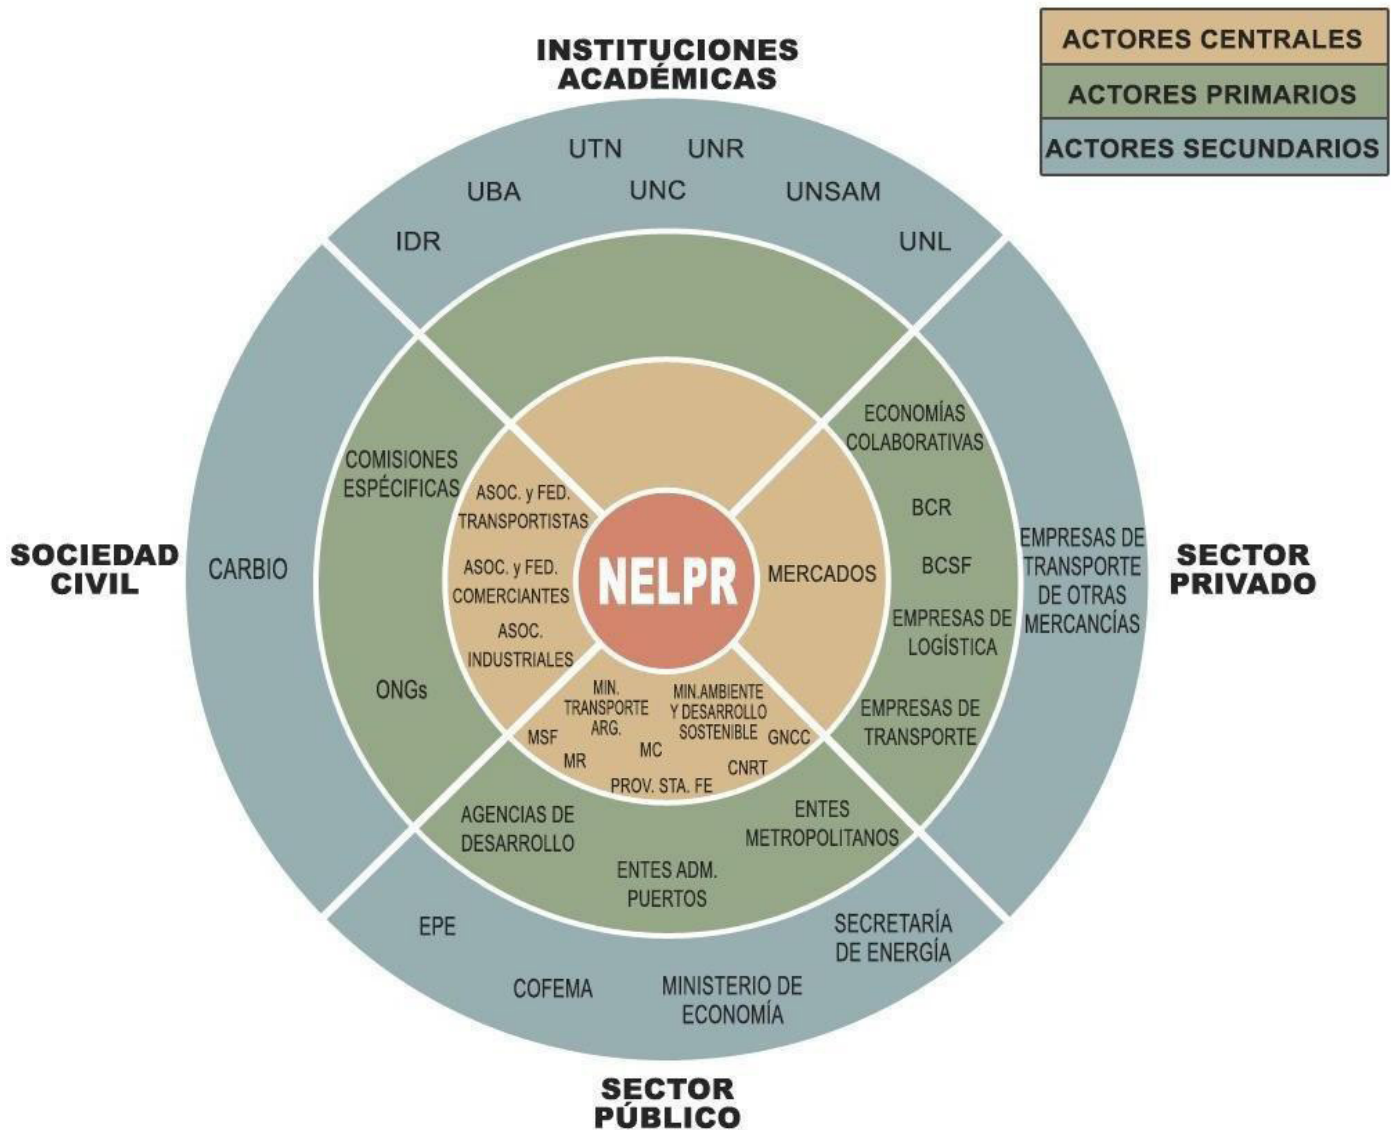 ACTORES CENTRALES
ACTORES PRIMARIOS
ACTORES SECUNDARIOS
INSTITUCIONES
ACADÉMICAS
UTN
UNR
UBA
UNC
UNSAM
IDR
UNL
SOCIEDAD
CIVIL
CARBIO
COMISIONES
ESPÉCIFICAS
ONGs
ASOC. y FED.
TRANSPORTISTAS
ASOC. y FED.
COMERCIANTES
ASOC.
INDUSTRIALES
NELPR
MERCADOS
ECONOMÍAS
COLABORATIVAS
BCR
BCSF
EMPRESAS DE
LOGÍSTICA
EMPRESAS DE
TRANSPORTE
EMPRESAS DE
TRANSPORTE
DE OTRAS
MERCANCÍAS
SECTOR
PRIVADO
MIN.
TRANSPORTE
ARG.
MIN.AMBIENTE
Y DESARROLLO
SOSTENIBLE
MSF
MR
MC
GNCC
CNRT
PROV. STA. FE
AGENCIAS DE
DESARROLLO
ENTES ADM.
PUERTOS
ENTES
METROPOLITANOS
EPE
COFEMA
MINISTERIO DE
ECONOMÍA
SECRETARÍA
DE ENERGÍA
SECTOR
PÚBLICO